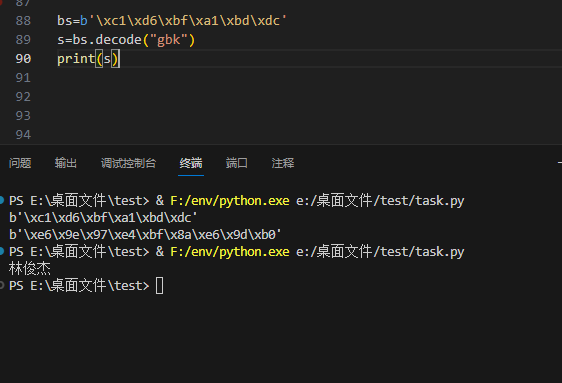 87
88 bs=b'\xc1\xd6\xbf\xa1\xbd\xdc'
89 s=bs.decode("gbk")
90 print(s)
91
92
93
94
问题 输出 调试控制台 终端 端口 注释
PS E:\桌面文件\test> & F:/env/python.exe e:/桌面文件/test/task.py
b'\xc1\xd6\xbf\xa1\xbd\xdc'
b'\xe6\x9e\x97\xe4\xbf\x8a\xe6\x9d\xb0'
PS E:\桌面文件\test> & F:/env/python.exe e:/桌面文件/test/task.py
林俊杰
PS E:\桌面文件\test>